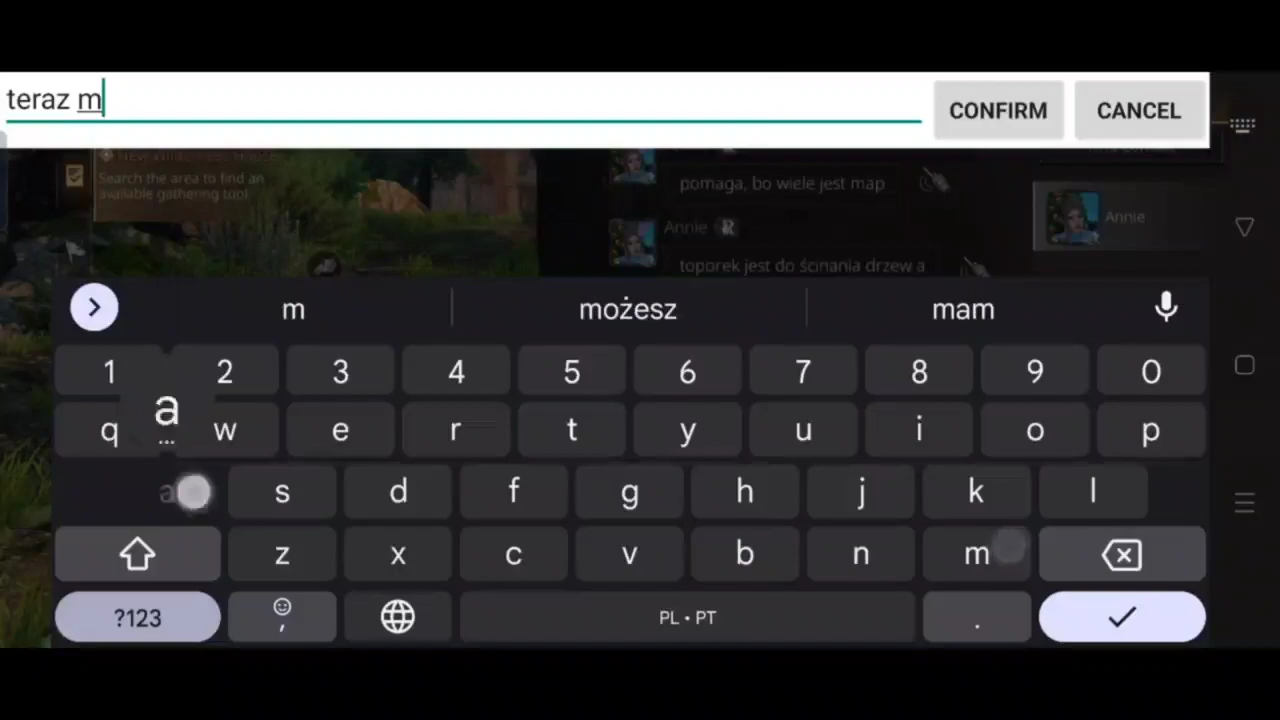 teraz m
CONFIRM
CANCEL
Search the area to find an
available gathering tool
pomaga, bo wiele jest map
Annie
Annie
toporek jest do ścinania drzew a
m
możesz
mam
1 2 3 4 5 6 7 8 9 0
a
...
q w e r t y u i o p
a s d f g h j k l
z x c v b n m
?123
,
PL • PT
.